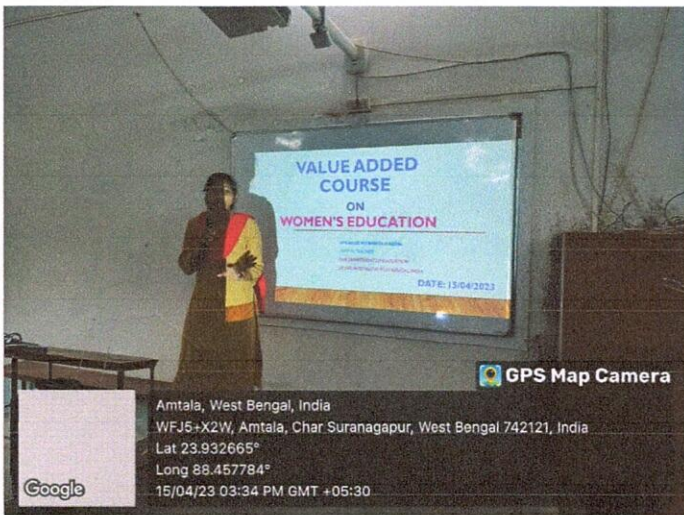 VALUE ADDED
COURSE
ON
WOMEN'S EDUCATION
DATE: 15/04/2023
GPS Map Camera
Amtala, West Bengal, India
WFJ5+X2W, Amtala, Char Suranagapur, West Bengal 742121, India
Lat 23.932665°
Long 88.457784°
15/04/23 03:34 PM GMT +05:30
Google